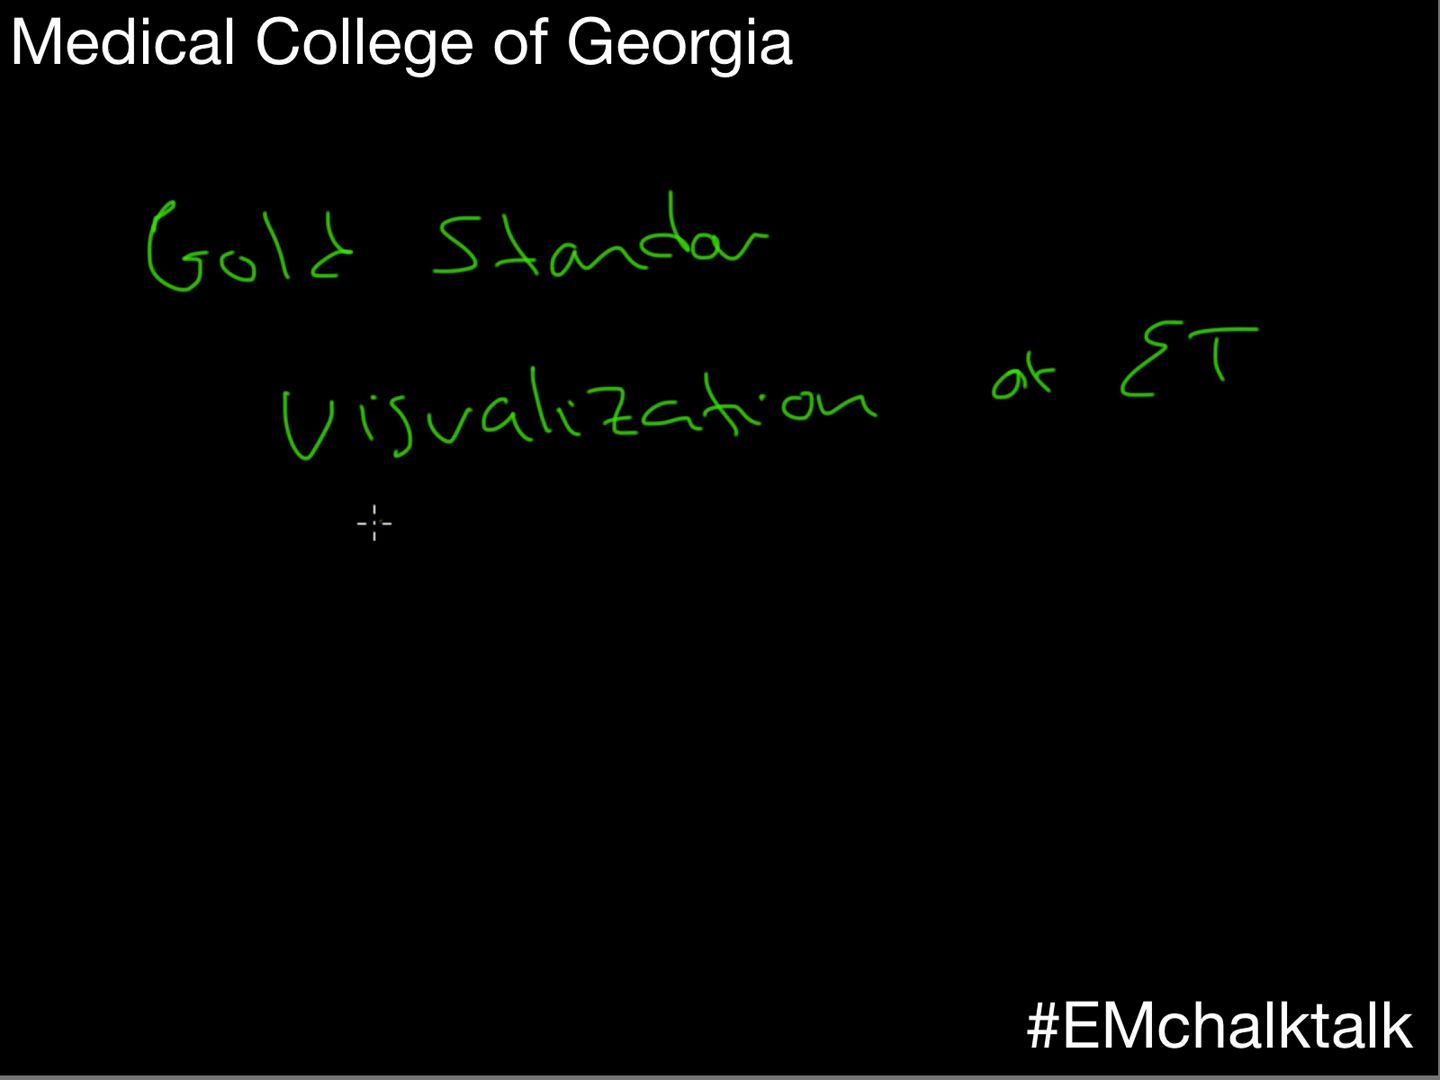 Medical College of Georgia
Gold Standar
Visualization of ET
#EMchalktalk